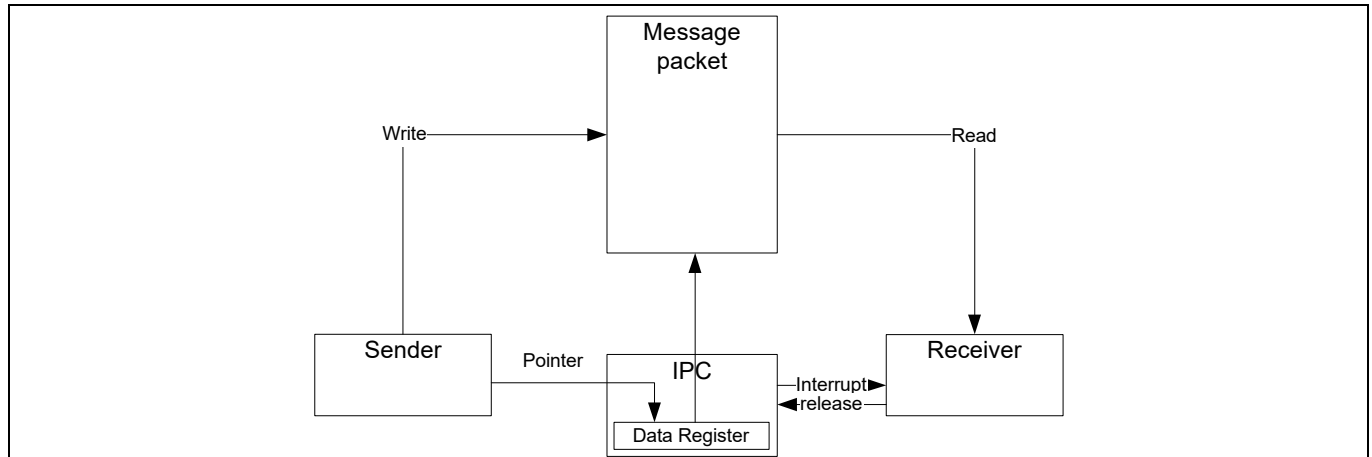 Message
packet
Write
Read
Sender
Pointer
IPC
Receiver
Interrupt
release
Data Register